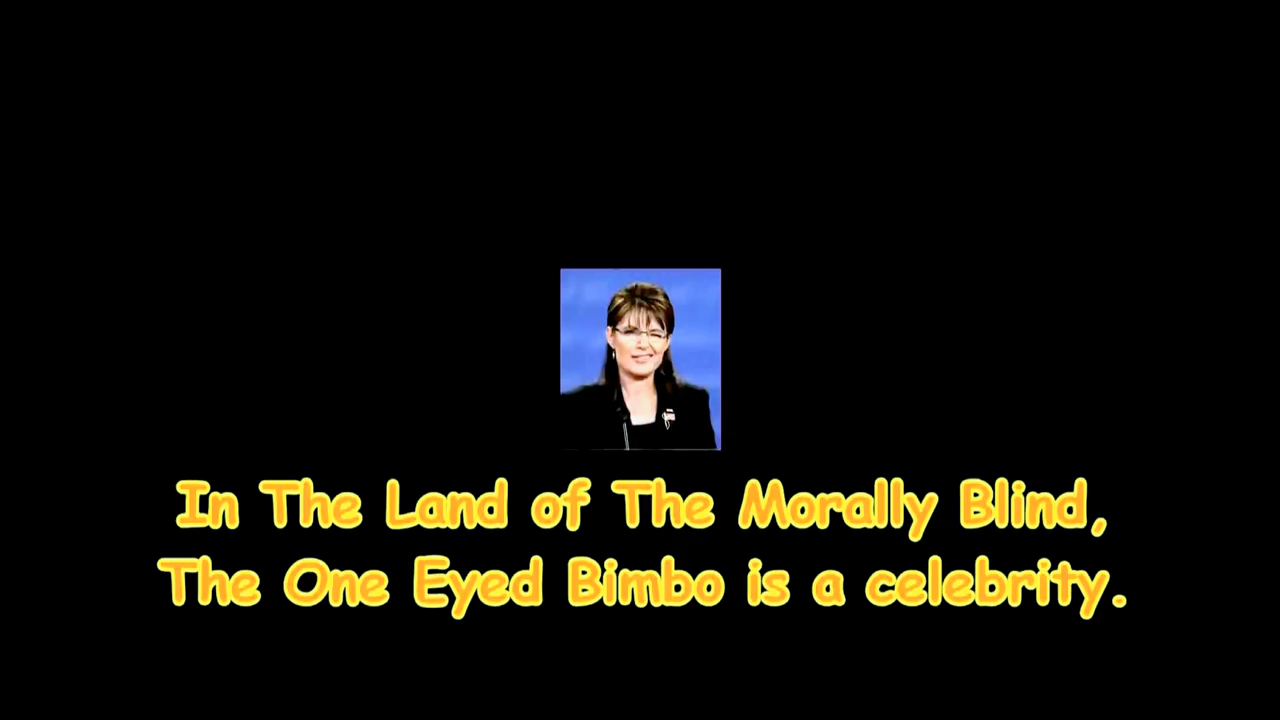 In The Land of The Morally Blind,
The One Eyed Bimbo is a celebrity.